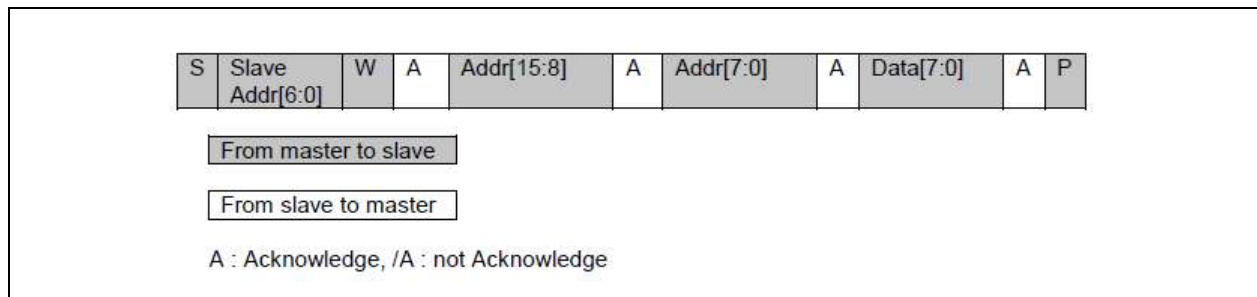 S Slave Addr[6:0] W A Addr[15:8] A Addr[7:0] A Data[7:0] A P
From master to slave
From slave to master
A : Acknowledge, /A : not Acknowledge